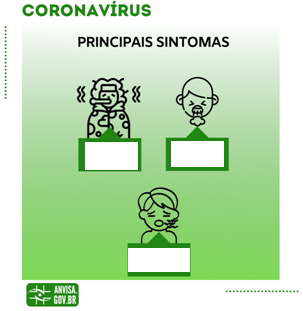 CORONAVÍRUS
PRINCIPAIS SINTOMAS
ANVISA.
GOV.BR